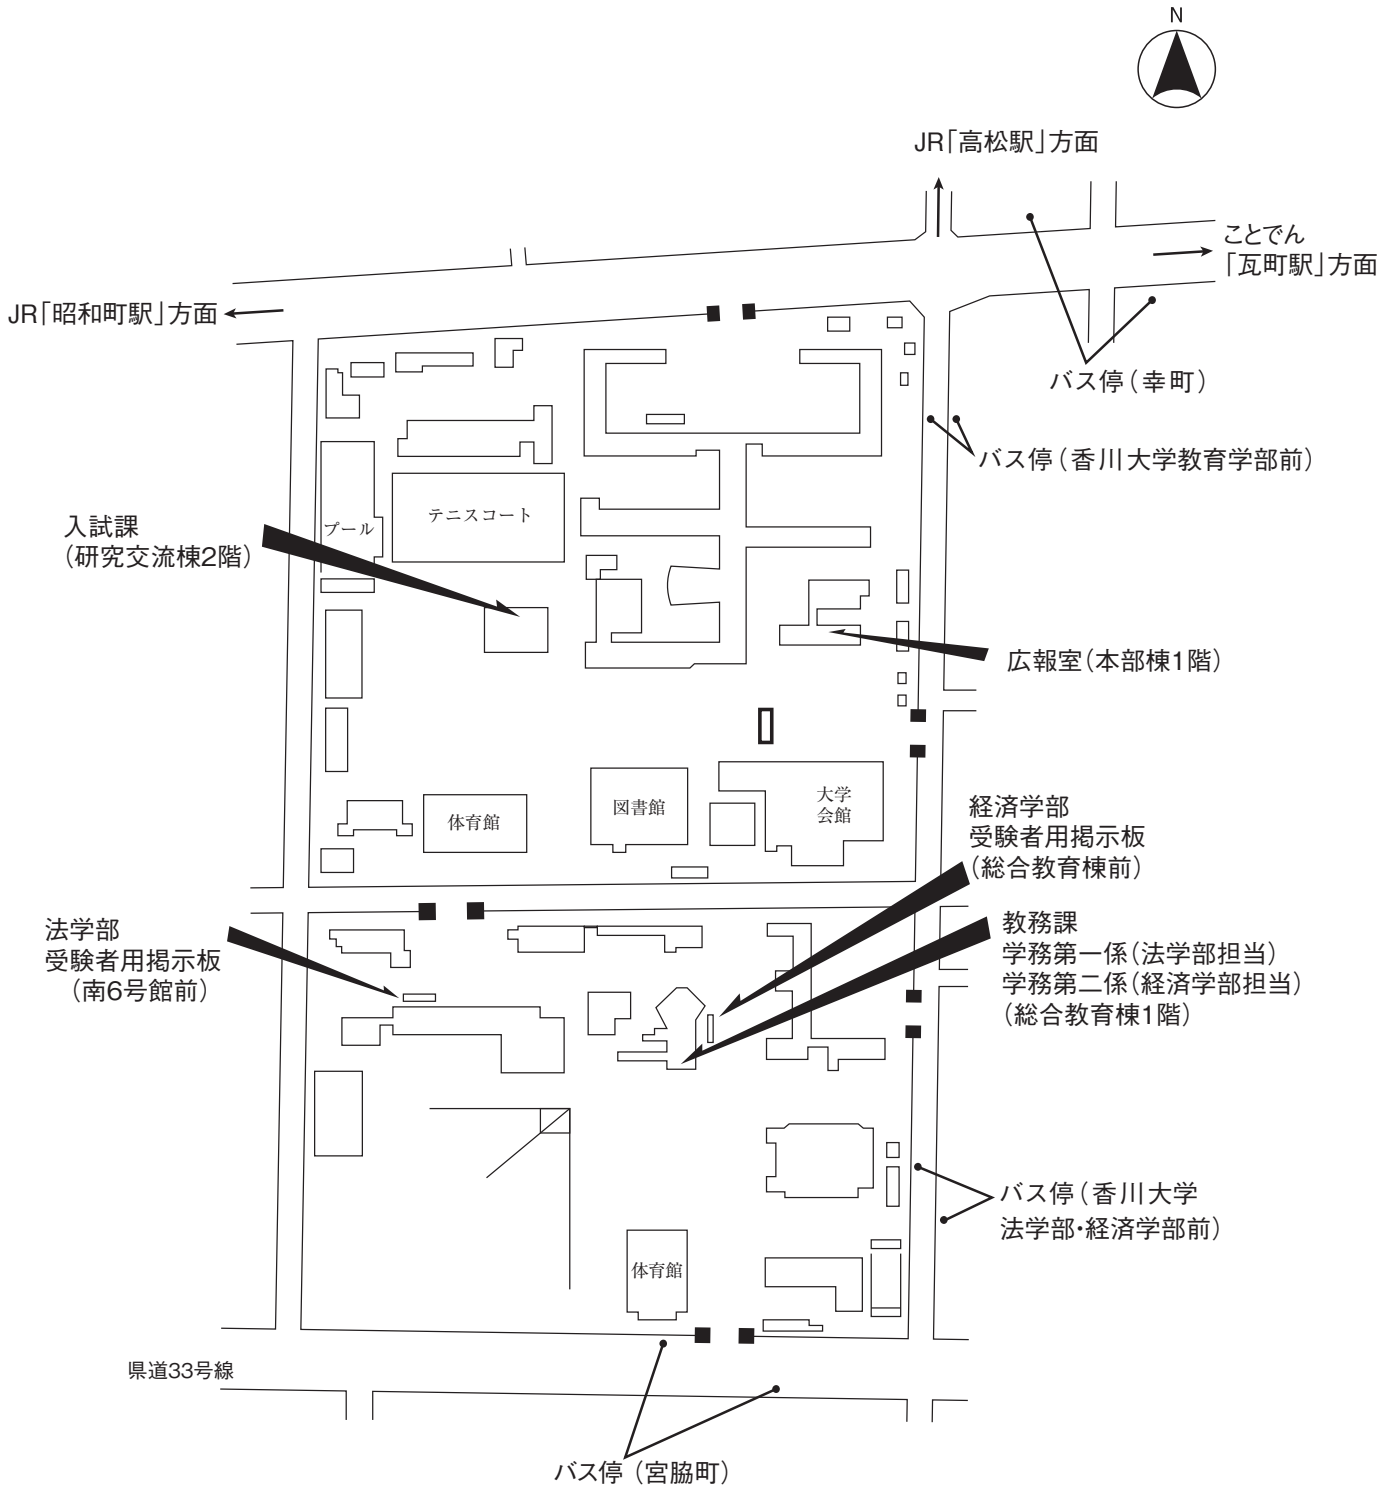 N
JR「高松駅」方面
ことでん
「瓦町駅」方面
JR「昭和町駅」方面
バス停（幸町）
バス停（香川大学教育学部前）
入試課
（研究交流棟2階）
プール
テニスコート
広報室（本部棟1階）
体育館
図書館
大学
会館
経済学部
受験者用掲示板
（総合教育棟前）
法学部
受験者用掲示板
（南6号館前）
教務課
学務第一係（法学部担当）
学務第二係（経済学部担当）
（総合教育棟1階）
バス停（香川大学
法学部・経済学部前）
体育館
県道33号線
バス停（宮脇町）